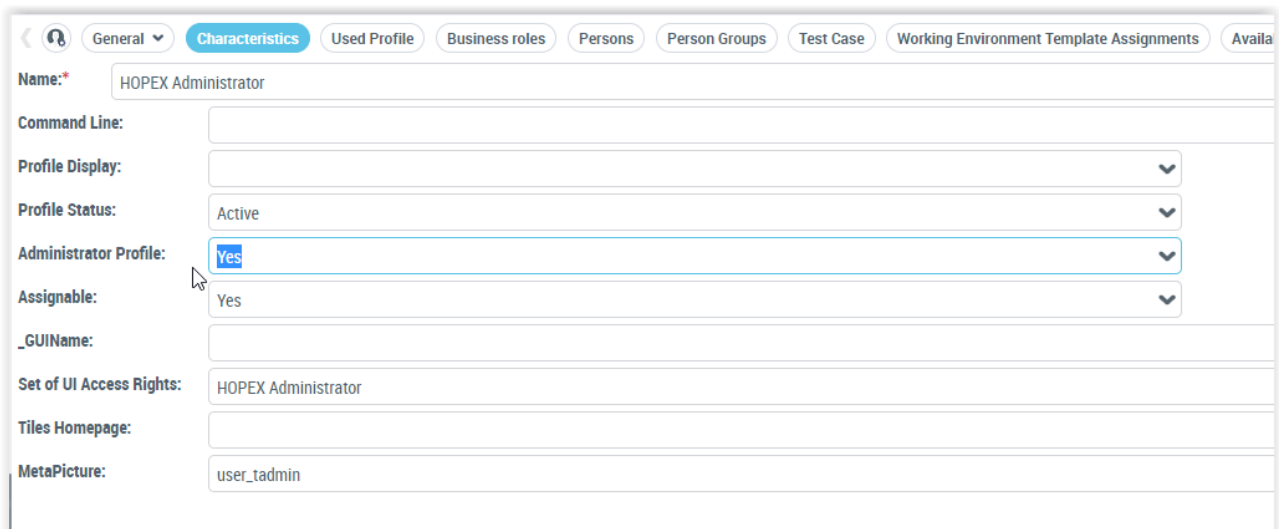 General Characteristics Used Profile Business roles Persons Person Groups Test Case Working Environment Template Assignments Availa
Name:* HOPEX Administrator
Command Line:
Profile Display:
Profile Status: Active
Administrator Profile: Yes
Assignable: Yes
_GUIName:
Set of UI Access Rights: HOPEX Administrator
Tiles Homepage:
MetaPicture: user_tadmin